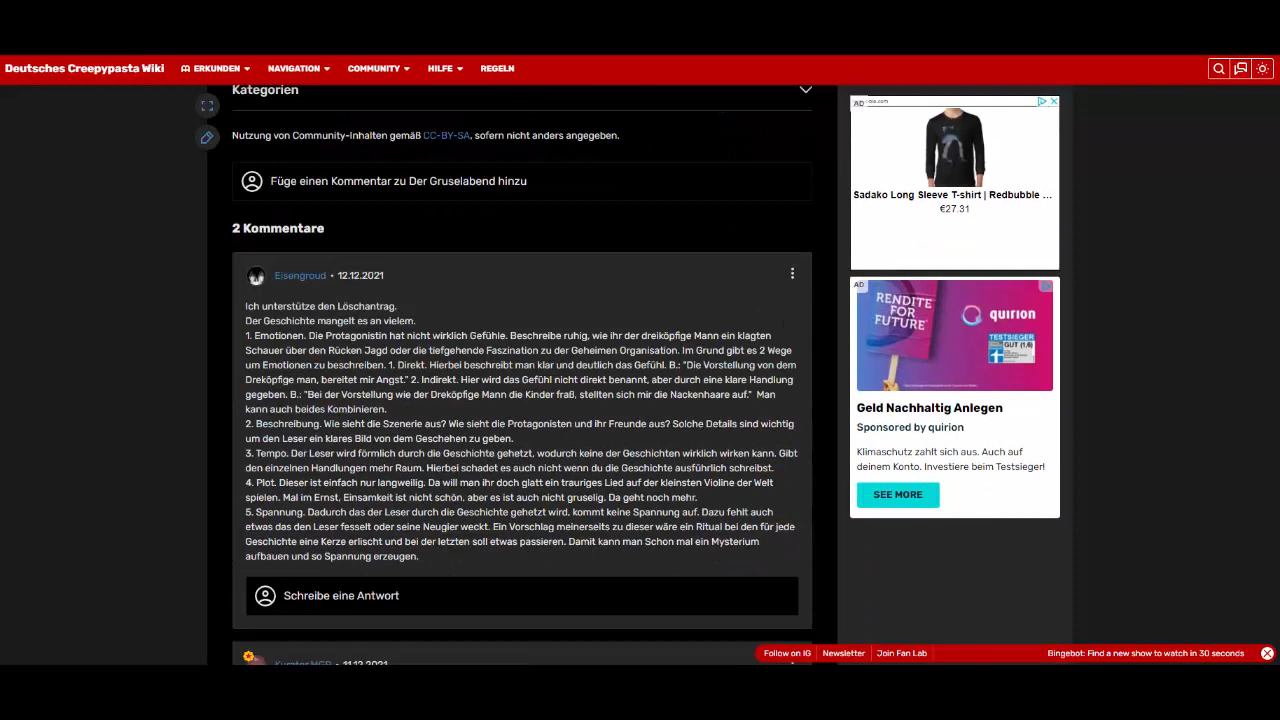 Deutsches Creepypasta Wiki
ERKUNDEN
NAVIGATION
COMMUNITY
HILFE
REGELN
Kategorien
Nutzung von Community-Inhalten gemäß CC-BY-SA, sofern nicht anders angegeben.
Füge einen Kommentar zu Der Gruselabend hinzu
2 Kommentare
Eisengroud • 12.12.2021
Ich unterstütze den Löschantrag.
Der Geschichte mangelt es an vielem.
1. Emotionen. Die Protagonistin hat nicht wirklich Gefühle. Beschreibe ruhig, wie ihr der dreiköpfige Mann ein klagten
Schauer über den Rücken Jagd oder die tiefgehende Faszination zu der Geheimen Organisation. Im Grund gibt es 2 Wege
um Emotionen zu beschreiben. 1. Direkt. Hierbei beschreibt man klar und deutlich das Gefühl. B.: "Die Vorstellung von dem
Dreköpfige man, bereitet mir Angst." 2. Indirekt. Hier wird das Gefühl nicht direkt benannt, aber durch eine klare Handlung
gegeben. B.: "Bei der Vorstellung wie der Dreköpfige Mann die Kinder fraß, stellten sich mir die Nackenhaare auf." Man
kann auch beides Kombinieren.
2. Beschreibung. Wie sieht die Szenerie aus? Wie sieht die Protagonisten und ihr Freunde aus? Solche Details sind wichtig
um den Leser ein klares Bild von dem Geschehen zu geben.
3. Tempo. Der Leser wird förmlich durch die Geschichte gehetzt, wodurch keine der Geschichten wirklich wirken kann. Gibt
den einzelnen Handlungen mehr Raum. Hierbei schadet es auch nicht wenn du die Geschichte ausführlich schreibst.
4. Plot. Dieser ist einfach nur langweilig. Da will man ihr doch glatt ein trauriges Lied auf der kleinsten Violine der Welt
spielen. Mal im Ernst, Einsamkeit ist nicht schön, aber es ist auch nicht gruselig. Da geht noch mehr.
5. Spannung. Dadurch das der Leser durch die Geschichte gehetzt wird, kommt keine Spannung auf. Dazu fehlt auch
etwas das den Leser fesselt oder seine Neugier weckt. Ein Vorschlag meinerseits zu dieser wäre ein Ritual bei den für jede
Geschichte eine Kerze erlischt und bei der letzten soll etwas passieren. Damit kann man Schon mal ein Mysterium
aufbauen und so Spannung erzeugen.
Schreibe eine Antwort
11.12.2021
AD
Sadako Long Sleeve T-shirt | Redbubble ...
€27.31
AD
RENDITE
FOR
FUTURE
quirion
TESTSIEGER
GUT (1,6)
Geld Nachhaltig Anlegen
Sponsored by quirion
Klimaschutz zahlt sich aus. Auch auf
deinem Konto. Investiere beim Testsieger!
SEE MORE
Follow on IG
Newsletter
Join Fan Lab
Bingebot: Find a new show to watch in 30 seconds